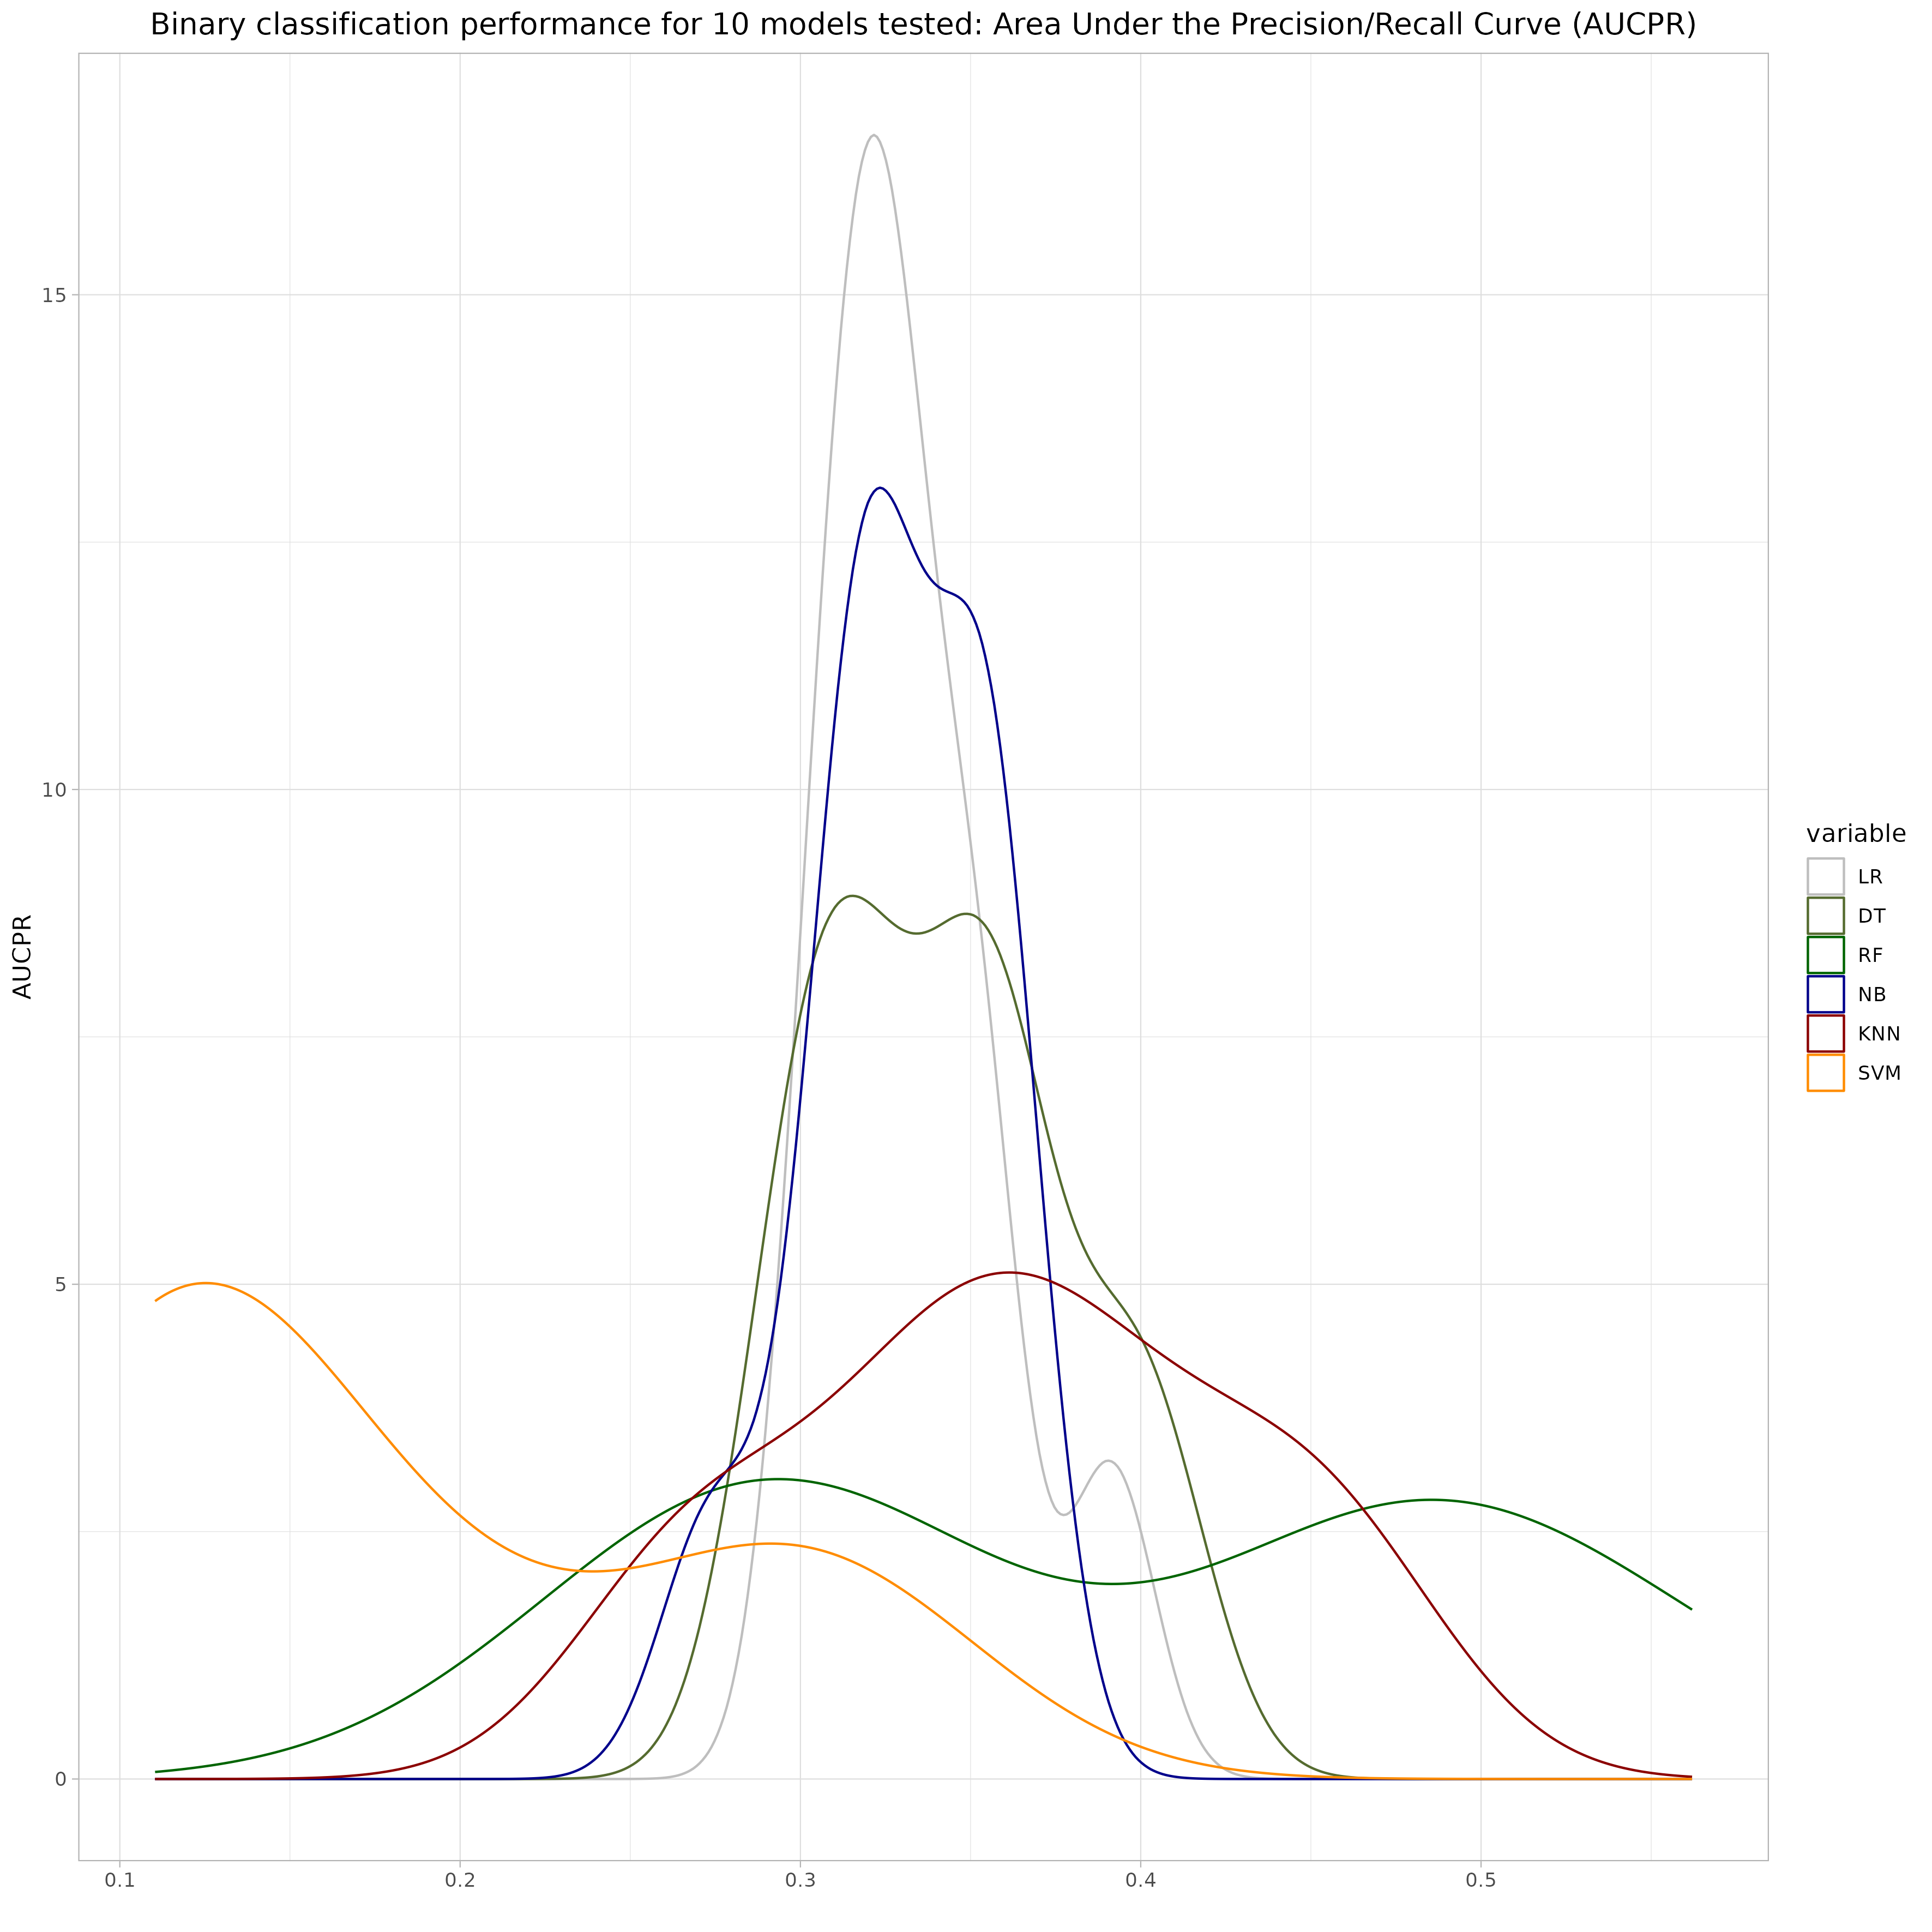 Binary classification performance for 10 models tested: Area Under the Precision/Recall Curve (AUCPR)
15
10
5
0
AUCPR
0.1
0.2
0.3
0.4
0.5
variable
LR
DT
RF
NB
KNN
SVM